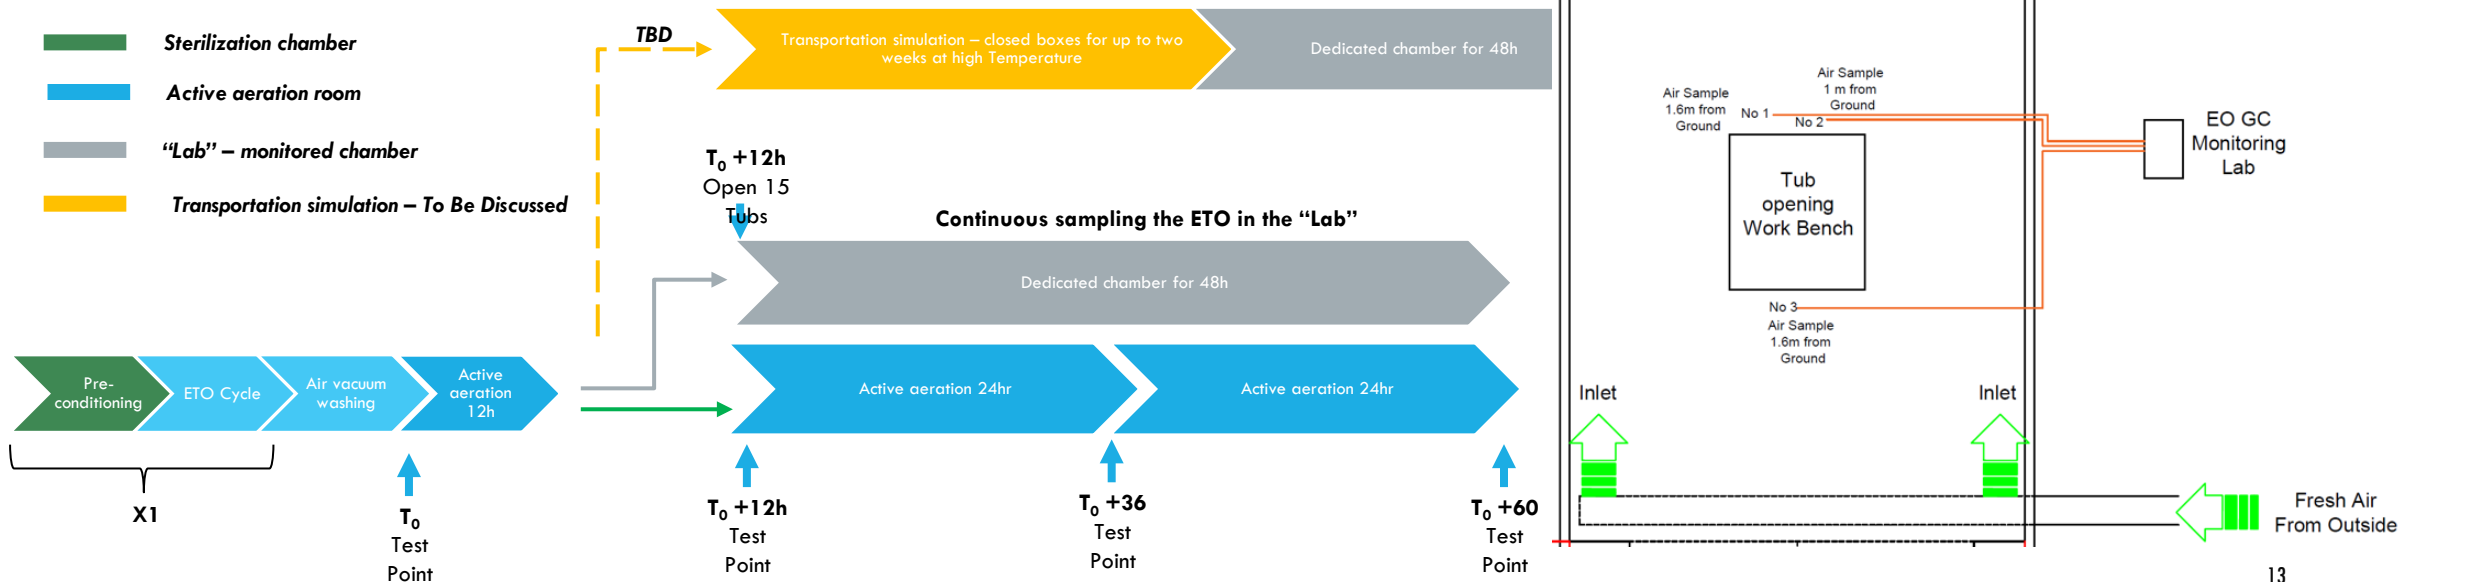 Sterilization chamber
Active aeration room
“Lab” – monitored chamber
Transportation simulation – To Be Discussed
TBD
Transportation simulation – closed boxes for up to two
weeks at high Temperature
Dedicated chamber for 48h
T0 +12h
Open 15
Tubs
Continuous sampling the ETO in the “Lab”
Dedicated chamber for 48h
Pre-
conditioning
ETO Cycle
Air vacuum
washing
Active
aeration
12h
Active aeration 24hr
Active aeration 24hr
X1
T0
Test
Point
T0 +12h
Test
Point
T0 +36
Test
Point
T0 +60
Test
Point
Air Sample
1.6m from
Ground
No 1
Air Sample
1 m from
Ground
No 2
Tub
opening
Work Bench
EO GC
Monitoring
Lab
No 3
Air Sample
1.6m from
Ground
Inlet
Inlet
Fresh Air
From Outside
13